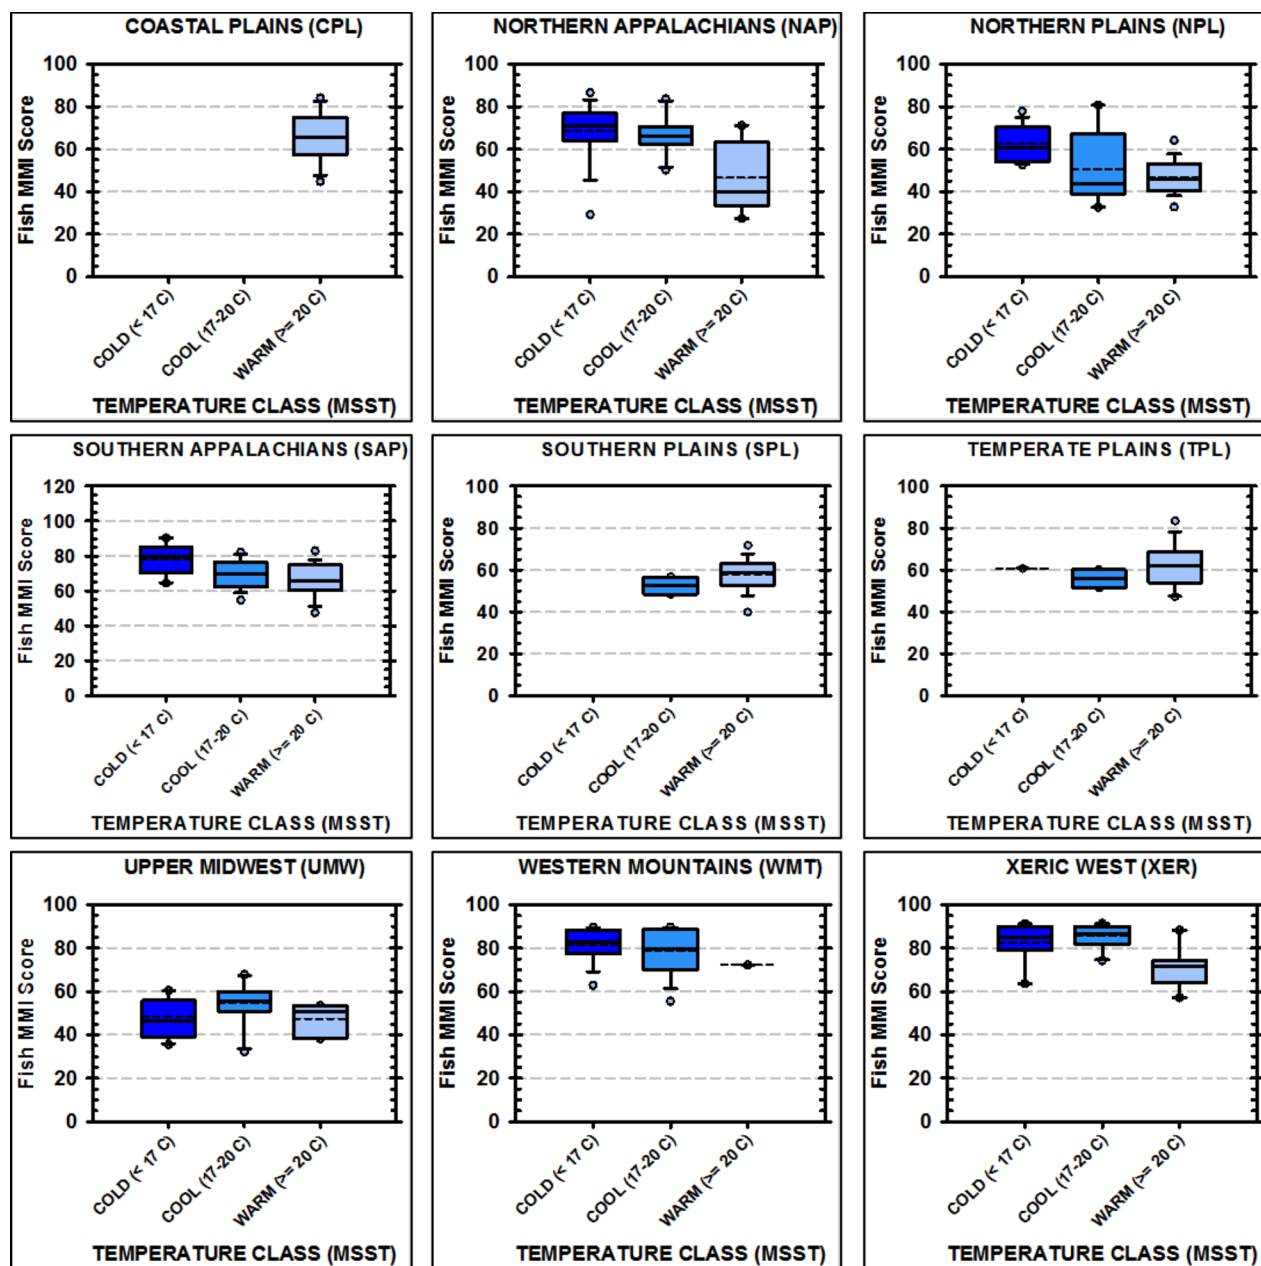 COASTAL PLAINS (CPL)
Fish MMI Score
100
80
60
40
20
0
COLD (< 17 C)
COOL (17-20 C)
WARM (>= 20 C)
TEMPERATURE CLASS (MSST)
NORTHERN APPALACHIANS (NAP)
Fish MMI Score
100
80
60
40
20
0
COLD (< 17 C)
COOL (17-20 C)
WARM (>= 20 C)
TEMPERATURE CLASS (MSST)
NORTHERN PLAINS (NPL)
Fish MMI Score
100
80
60
40
20
0
COLD (< 17 C)
COOL (17-20 C)
WARM (>= 20 C)
TEMPERATURE CLASS (MSST)
SOUTHERN APPALACHIANS (SAP)
Fish MMI Score
120
100
80
60
40
20
0
COLD (< 17 C)
COOL (17-20 C)
WARM (>= 20 C)
TEMPERATURE CLASS (MSST)
SOUTHERN PLAINS (SPL)
Fish MMI Score
100
80
60
40
20
0
COLD (< 17 C)
COOL (17-20 C)
WARM (>= 20 C)
TEMPERATURE CLASS (MSST)
TEMPERATE PLAINS (TPL)
Fish MMI Score
100
80
60
40
20
0
COLD (< 17 C)
COOL (17-20 C)
WARM (>= 20 C)
TEMPERATURE CLASS (MSST)
UPPER MIDWEST (UMW)
Fish MMI Score
100
80
60
40
20
0
COLD (< 17 C)
COOL (17-20 C)
WARM (>= 20 C)
TEMPERATURE CLASS (MSST)
WESTERN MOUNTAINS (WMT)
Fish MMI Score
100
80
60
40
20
0
COLD (< 17 C)
COOL (17-20 C)
WARM (>= 20 C)
TEMPERATURE CLASS (MSST)
XERIC WEST (XER)
Fish MMI Score
100
80
60
40
20
0
COLD (< 17 C)
COOL (17-20 C)
WARM (>= 20 C)
TEMPERATURE CLASS (MSST)